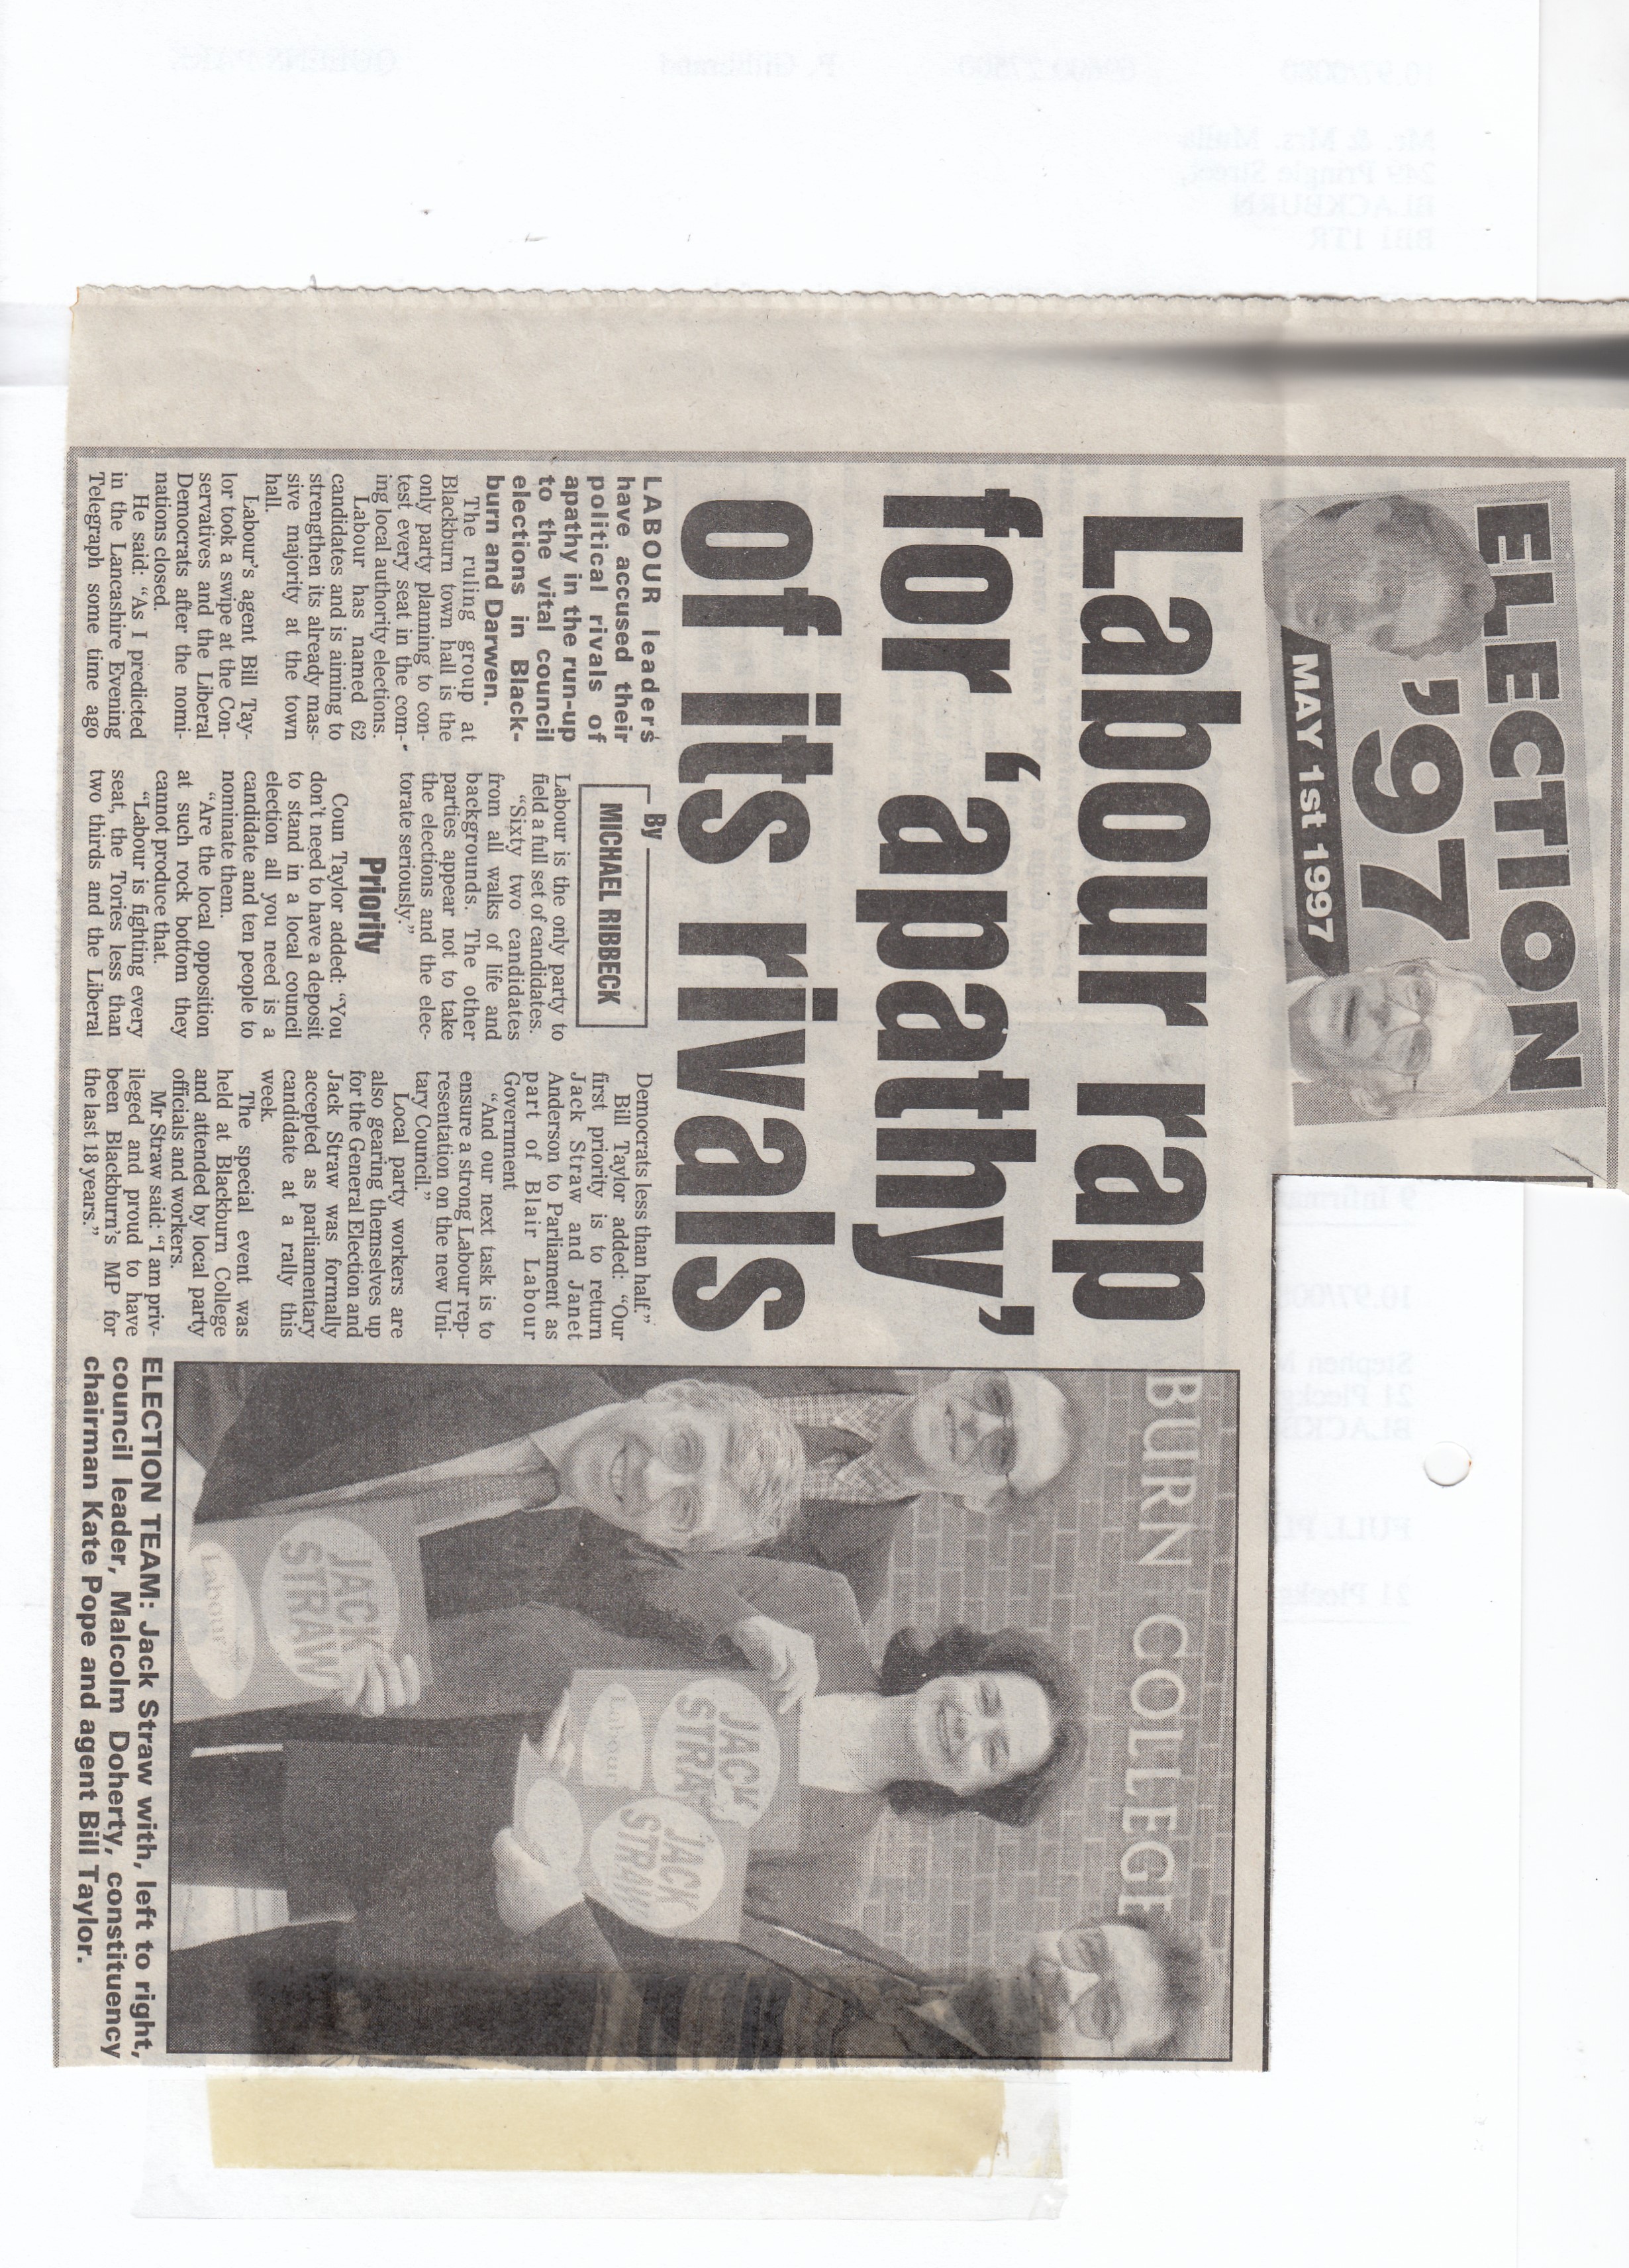 ELECTION
'97
MAY 1st 1997
Labour rap
for 'apathy'
of its rivals
LABOUR leaders
have accused their
political rivals of
apathy in the run-up
to the vital council
elections in Black-
burn and Darwen.
The ruling group at
Blackburn town hall is the
only party planning to con-
test every seat in the com-
ing local authority elections.
Labour has named 62
candidates and is aiming to
strengthen its already mas-
sive majority at the town
hall.
Labour's agent Bill Tay-
lor took a swipe at the Con-
servatives and the Liberal
Democrats after the nomi-
nations closed.
He said: "As I predicted
in the Lancashire Evening
Telegraph some time ago
By
MICHAEL RIBBECK
Labour is the only party to
field a full set of candidates.
"Sixty two candidates
from all walks of life and
backgrounds. The other
parties appear not to take
the elections and the elec-
torate seriously."
Priority
Coun Taylor added: "You
don't need to have a deposit
to stand in a local council
election all you need is a
candidate and ten people to
nominate them.
"Are the local opposition
at such rock bottom they
cannot produce that.
"Labour is fighting every
seat, the Tories less than
two thirds and the Liberal
Democrats less than half."
Bill Taylor added: "Our
first priority is to return
Jack Straw and Janet
Anderson to Parliament as
part of Blair Labour
Government
"And our next task is to
ensure a strong Labour rep-
resentation on the new Uni-
tary Council."
Local party workers are
also gearing themselves up
for the General Election and
Jack Straw was formally
accepted as parliamentary
candidate at a rally this
week.
The special event was
held at Blackburn College
and attended by local party
officials and workers.
Mr Straw said: "I am priv-
ileged and proud to have
been Blackburn's MP for
the last 18 years."
BURN COLLEGE
JACK
STRAW
Labour
JACK
STRA
Labour
JACK
STRAW
ELECTION TEAM: Jack Straw with, left to right,
council leader, Malcolm Doherty, constituency
chairman Kate Pope and agent Bill Taylor.